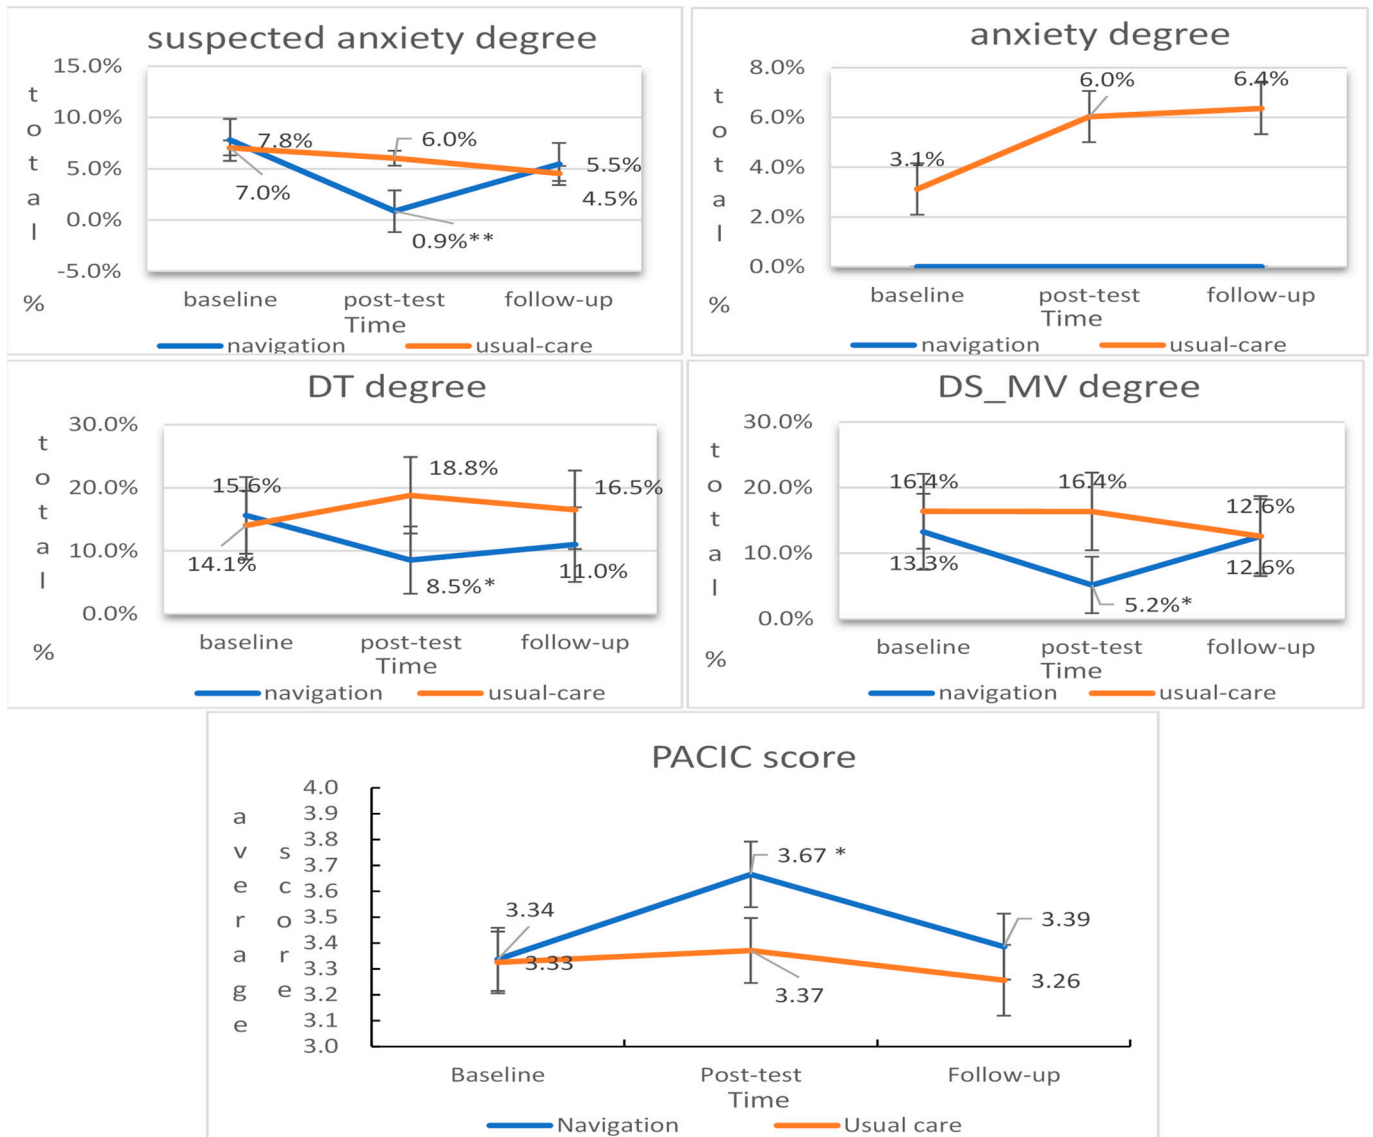 suspected anxiety degree
15.0%
10.0%
5.0%
0.0%
-5.0%
total
%
7.8%
7.0%
6.0%
0.9%**
5.5%
4.5%
baseline post-test follow-up
Time
navigation usual-care
anxiety degree
8.0%
6.0%
4.0%
2.0%
0.0%
total
%
3.1%
6.0%
6.4%
baseline post-test follow-up
Time
navigation usual-care
DT degree
30.0%
20.0%
10.0%
0.0%
total
%
15.6%
14.1%
18.8%
8.5%*
16.5%
11.0%
baseline post-test follow-up
Time
navigation usual-care
DS_MV degree
30.0%
20.0%
10.0%
0.0%
total
%
16.4%
13.3%
16.4%
5.2%*
12.6%
12.6%
baseline post-test follow-up
Time
navigation usual-care
PACIC score
4.0
3.9
3.8
3.7
3.6
3.5
3.4
3.3
3.2
3.1
3.0
average
score
3.34
3.33
3.67 *
3.37
3.39
3.26
Baseline Post-test Follow-up
Time
Navigation Usual care